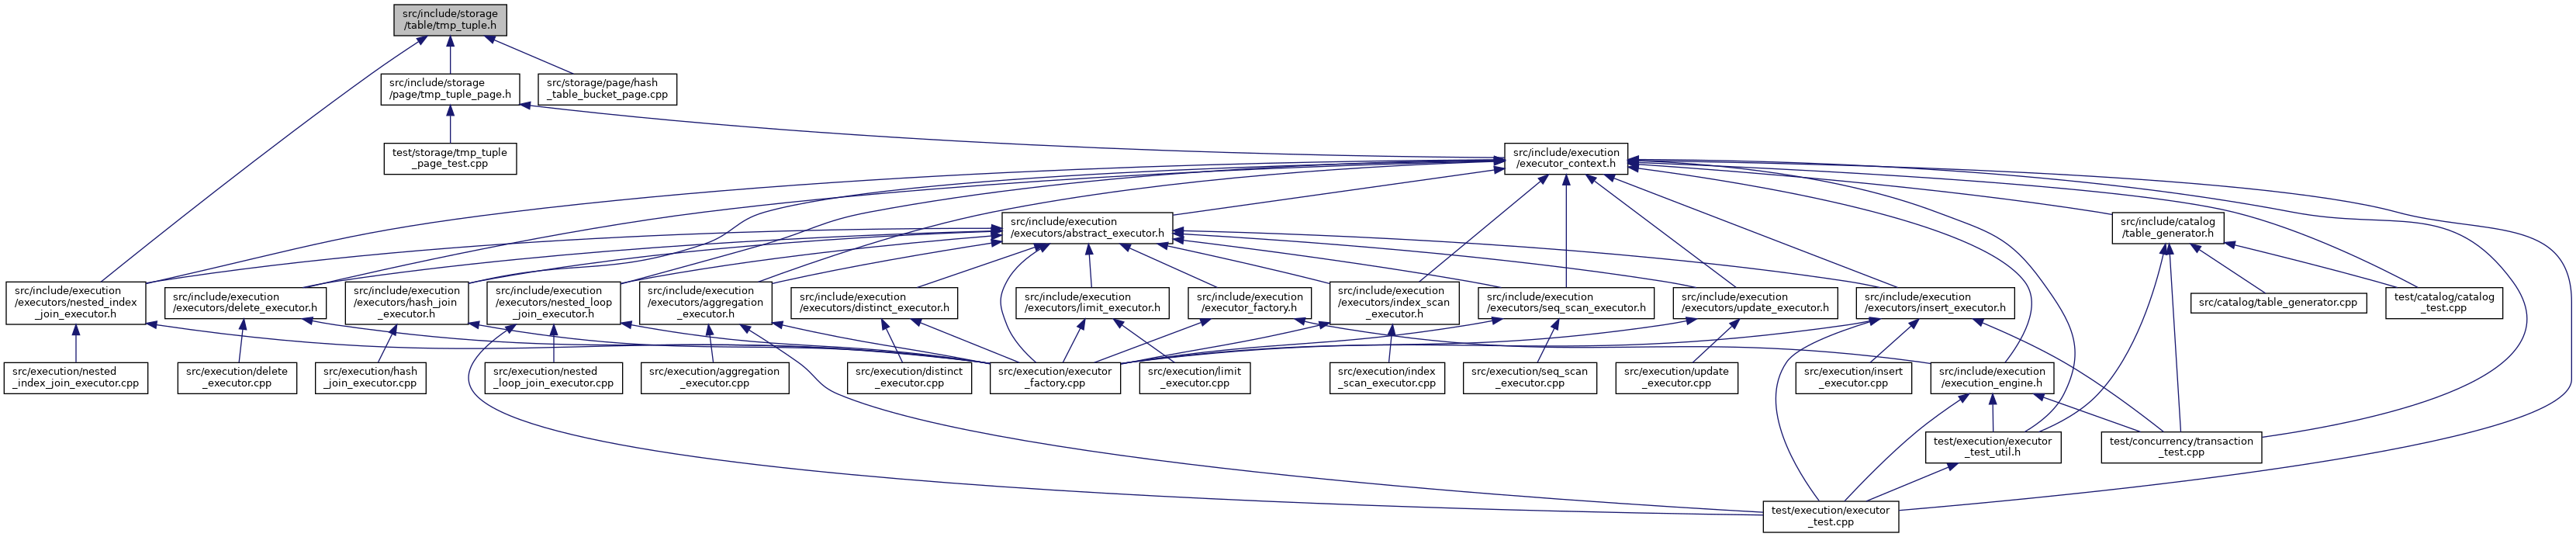 src/include/storage
/table/tmp_tuple.h
src/include/storage
/page/tmp_tuple_page.h
src/storage/page/hash
_table_bucket_page.cpp
test/storage/tmp_tuple
_page_test.cpp
src/include/execution
/executor_context.h
src/include/execution
/executors/abstract_executor.h
src/include/catalog
/table_generator.h
src/include/execution
/executors/nested_index
_join_executor.h
src/include/execution
/executors/delete_executor.h
src/include/execution
/executors/hash_join
_executor.h
src/include/execution
/executors/nested_loop
_join_executor.h
src/include/execution
/executors/aggregation
_executor.h
src/include/execution
/executors/distinct_executor.h
src/include/execution
/executors/limit_executor.h
src/include/execution
/executor_factory.h
src/include/execution
/executors/index_scan
_executor.h
src/include/execution
/executors/seq_scan_executor.h
src/include/execution
/executors/update_executor.h
src/include/execution
/executors/insert_executor.h
src/catalog/table_generator.cpp
test/catalog/catalog
_test.cpp
src/execution/nested
_index_join_executor.cpp
src/execution/delete
_executor.cpp
src/execution/hash
_join_executor.cpp
src/execution/nested
_loop_join_executor.cpp
src/execution/aggregation
_executor.cpp
src/execution/distinct
_executor.cpp
src/execution/executor
_factory.cpp
src/execution/limit
_executor.cpp
src/execution/index
_scan_executor.cpp
src/execution/seq_scan
_executor.cpp
src/execution/update
_executor.cpp
src/execution/insert
_executor.cpp
src/include/execution
/execution_engine.h
test/execution/executor
_test_util.h
test/concurrency/transaction
_test.cpp
test/execution/executor
_test.cpp